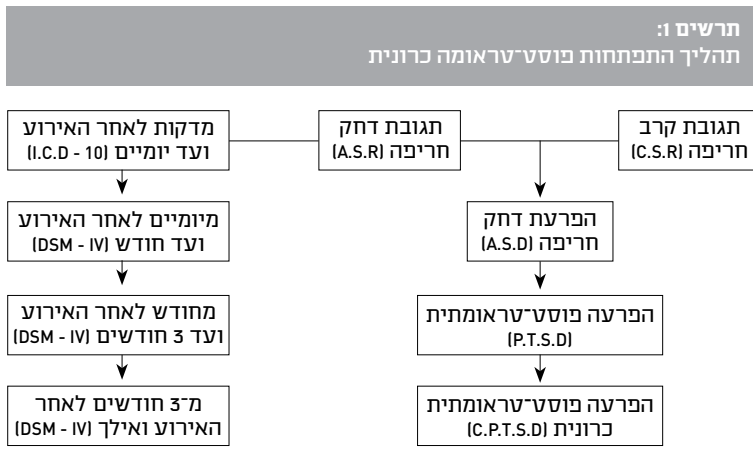 תרשים 1:
תהליך התפתחות פוסט־טראומה כרונית
תגובת קרב
חריפה (C.S.R)
תגובת דחק
חריפה (A.S.R)
מדקות לאחר האירוע
ועד יומיים (I.C.D - 10)
הפרעת דחק
חריפה (A.S.D)
מיומיים לאחר האירוע
ועד חודש (DSM - IV)
הפרעה פוסט־טראומתית
(P.T.S.D)
מחודש לאחר האירוע
ועד 3 חודשים (DSM - IV)
הפרעה פוסט־טראומתית
כרונית (C.P.T.S.D)
מ־3 חודשים לאחר
האירוע ואילך (DSM - IV)